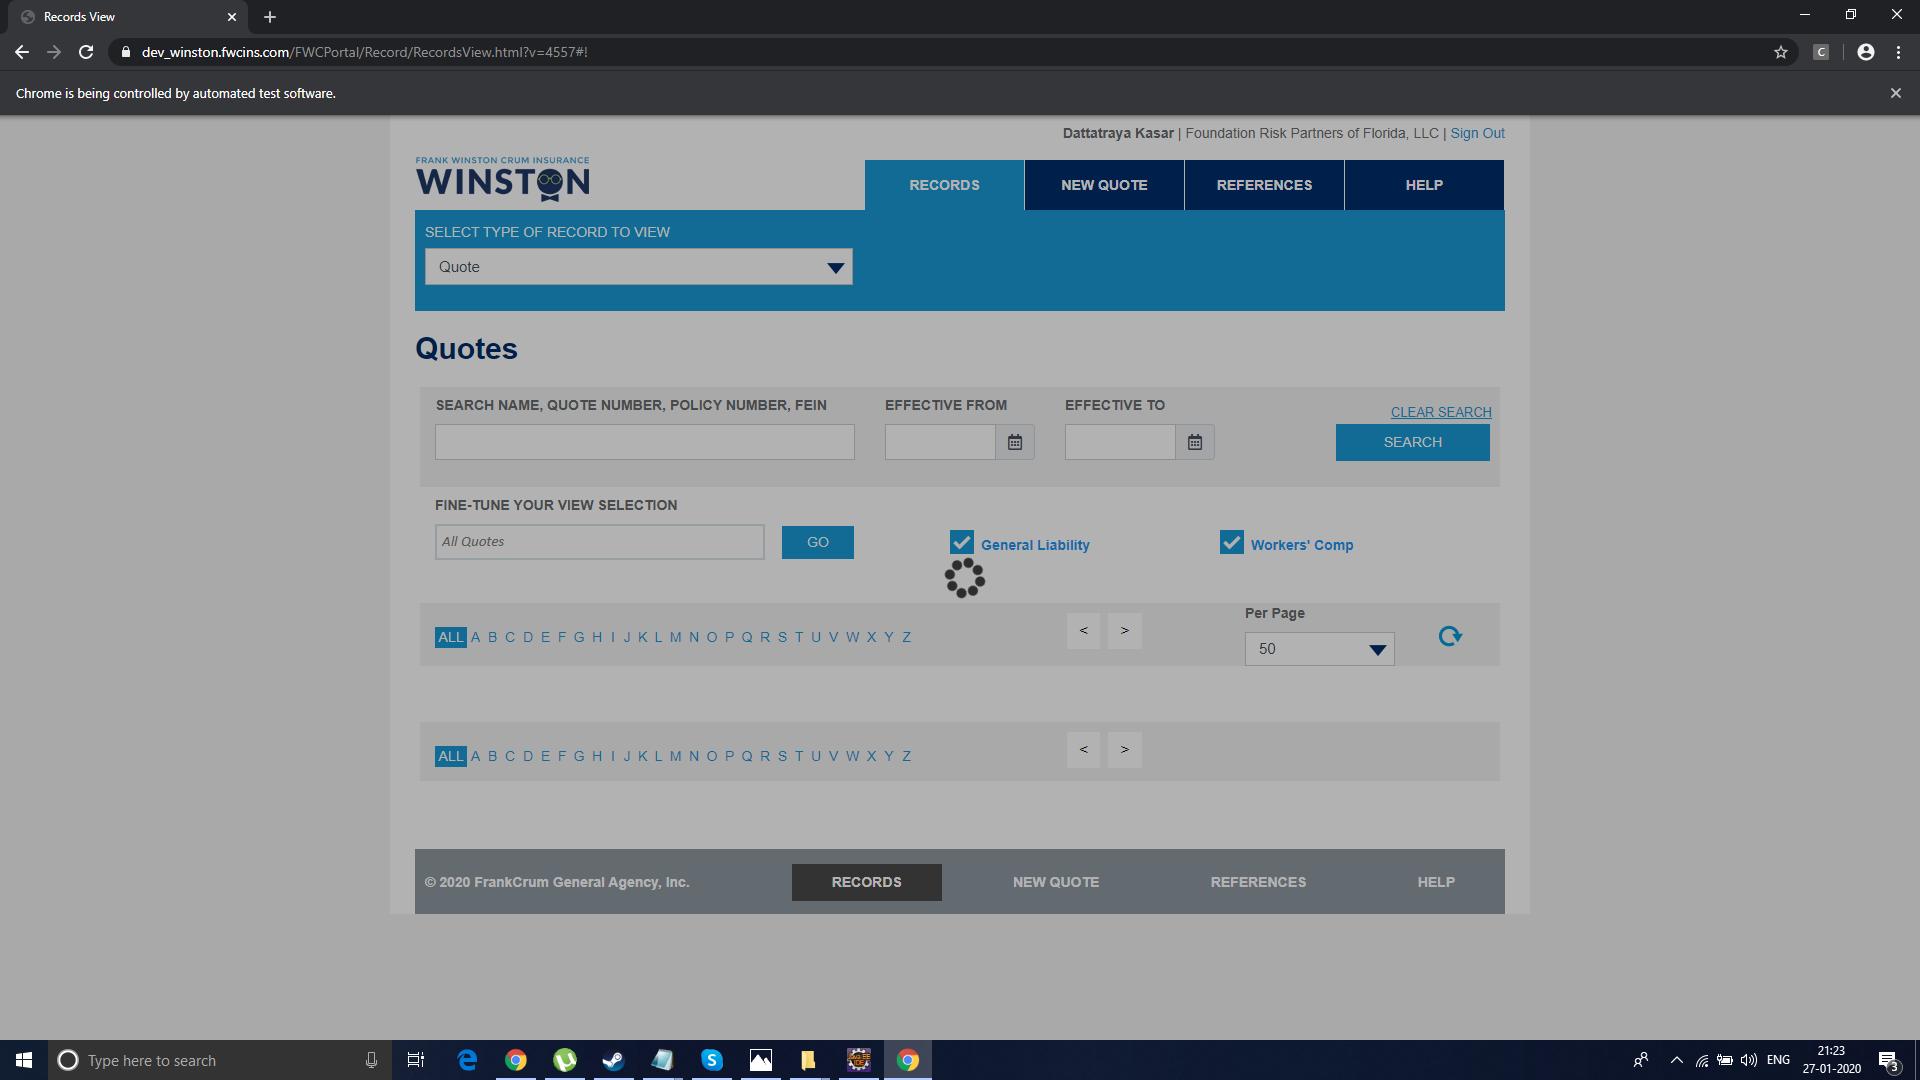 Records View
dev_winston.fwcins.com/FWCPortal/Record/RecordsView.html?v=4557#!
C
Chrome is being controlled by automated test software.
Dattatraya Kasar | Foundation Risk Partners of Florida, LLC | Sign Out
FRANK WINSTON CRUM INSURANCE
WINSTON
RECORDS NEW QUOTE REFERENCES HELP
SELECT TYPE OF RECORD TO VIEW
Quote
Quotes
SEARCH NAME, QUOTE NUMBER, POLICY NUMBER, FEIN EFFECTIVE FROM EFFECTIVE TO CLEAR SEARCH
SEARCH
FINE-TUNE YOUR VIEW SELECTION
All Quotes GO General Liability Workers' Comp
Per Page
ALL A B C D E F G H I J K L M N O P Q R S T U V W X Y Z < > 50
ALL A B C D E F G H I J K L M N O P Q R S T U V W X Y Z < >
© 2020 FrankCrum General Agency, Inc. RECORDS NEW QUOTE REFERENCES HELP
Type here to search ENG 21:23
27-01-2020 3